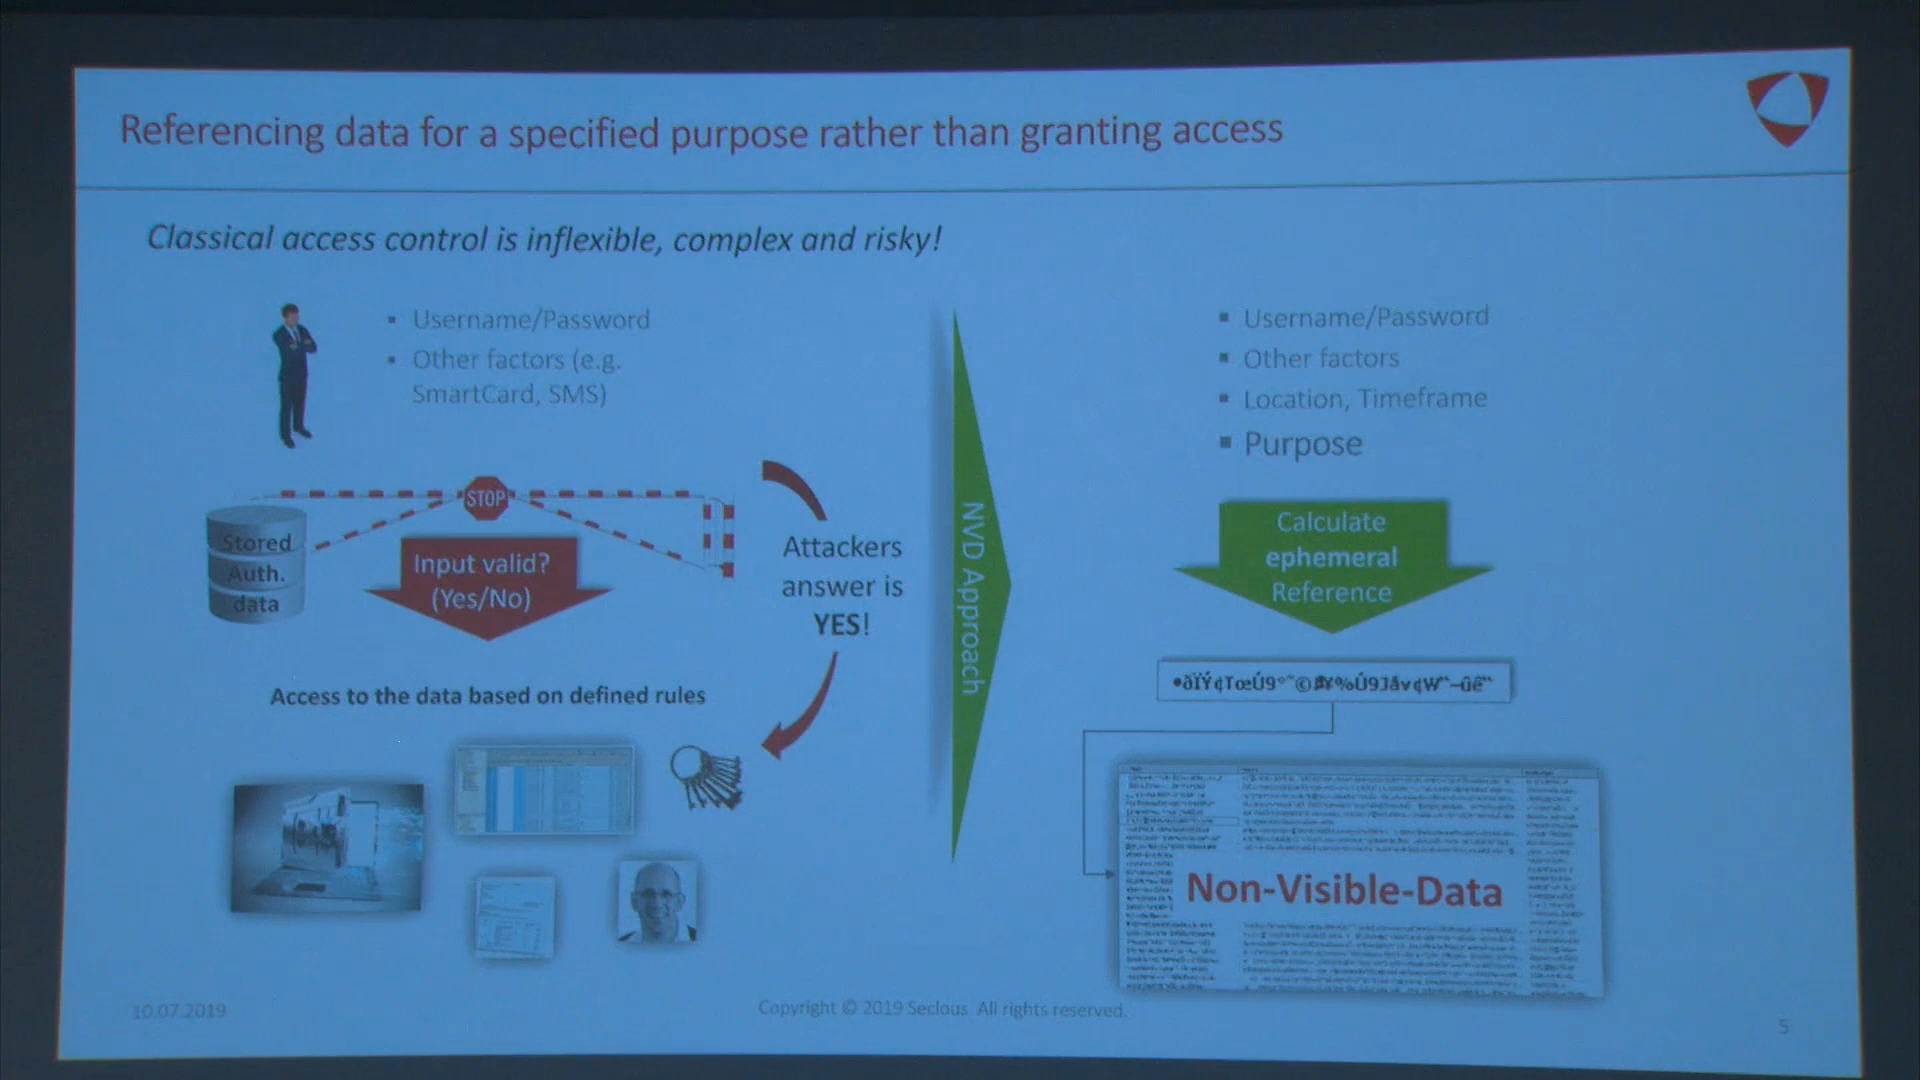 Referencing data for a specified purpose rather than granting access
Classical access control is inflexible, complex and risky!
▪ Username/Password
▪ Other factors (e.g.
SmartCard, SMS)
STOP
Stored
Auth.
data
Input valid?
(Yes/No)
Attackers
answer is
YES!
Access to the data based on defined rules
NVD Approach
▪ Username/Password
▪ Other factors
▪ Location, Timeframe
▪ Purpose
Calculate
ephemeral
Reference
Non-Visible-Data
10.07.2019
Copyright © 2019 Seclous. All rights reserved.
5